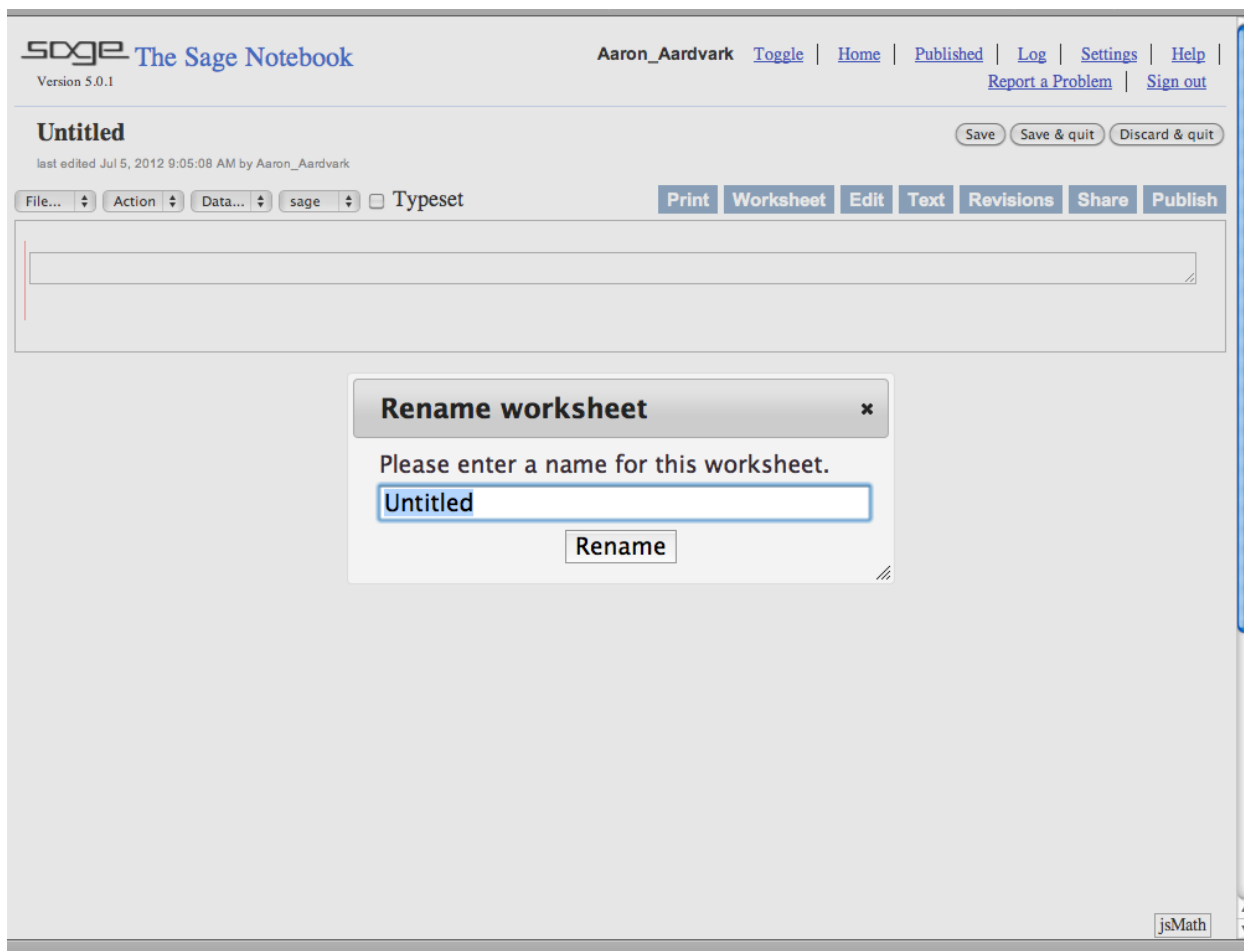 sage The Sage Notebook
Version 5.0.1
Aaron_Aardvark Toggle | Home | Published | Log | Settings | Help |
Report a Problem | Sign out
Untitled
last edited Jul 5, 2012 9:05:08 AM by Aaron_Aardvark
Save Save & quit Discard & quit
File... Action Data... sage Typeset Print Worksheet Edit Text Revisions Share Publish
Rename worksheet
Please enter a name for this worksheet.
Untitled
Rename
jsMath